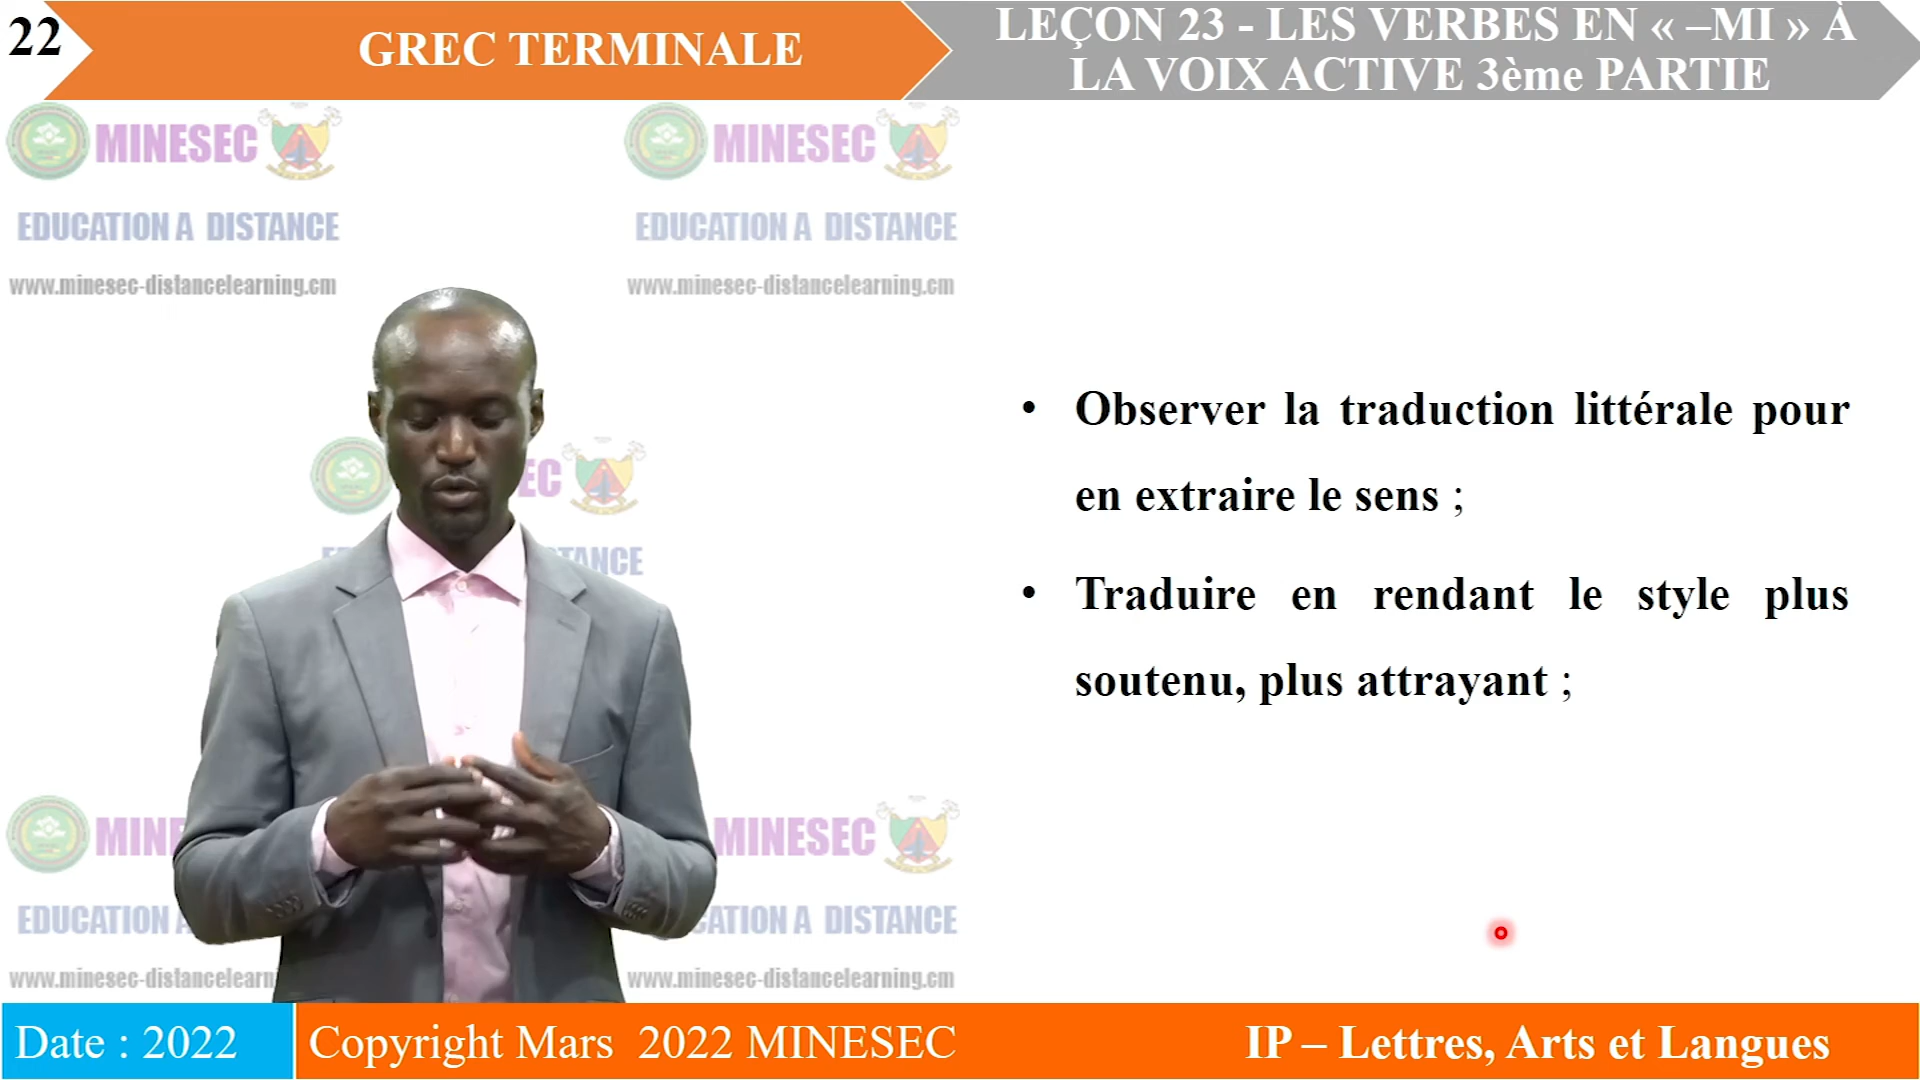 22
GREC TERMINALE
LEÇON 23 - LES VERBES EN « –MI » À
LA VOIX ACTIVE 3ème PARTIE
MINESEC
MINESEC
EDUCATION A DISTANCE
EDUCATION A DISTANCE
www.minesec-distancelearning.cm
www.minesec-distancelearning.cm
• Observer la traduction littérale pour
en extraire le sens ;
• Traduire en rendant le style plus
soutenu, plus attrayant ;
MINESEC
EDUCATION A DISTANCE
www.minesec-distancelearning.cm
Date : 2022
Copyright Mars 2022 MINESEC
IP – Lettres, Arts et Langues